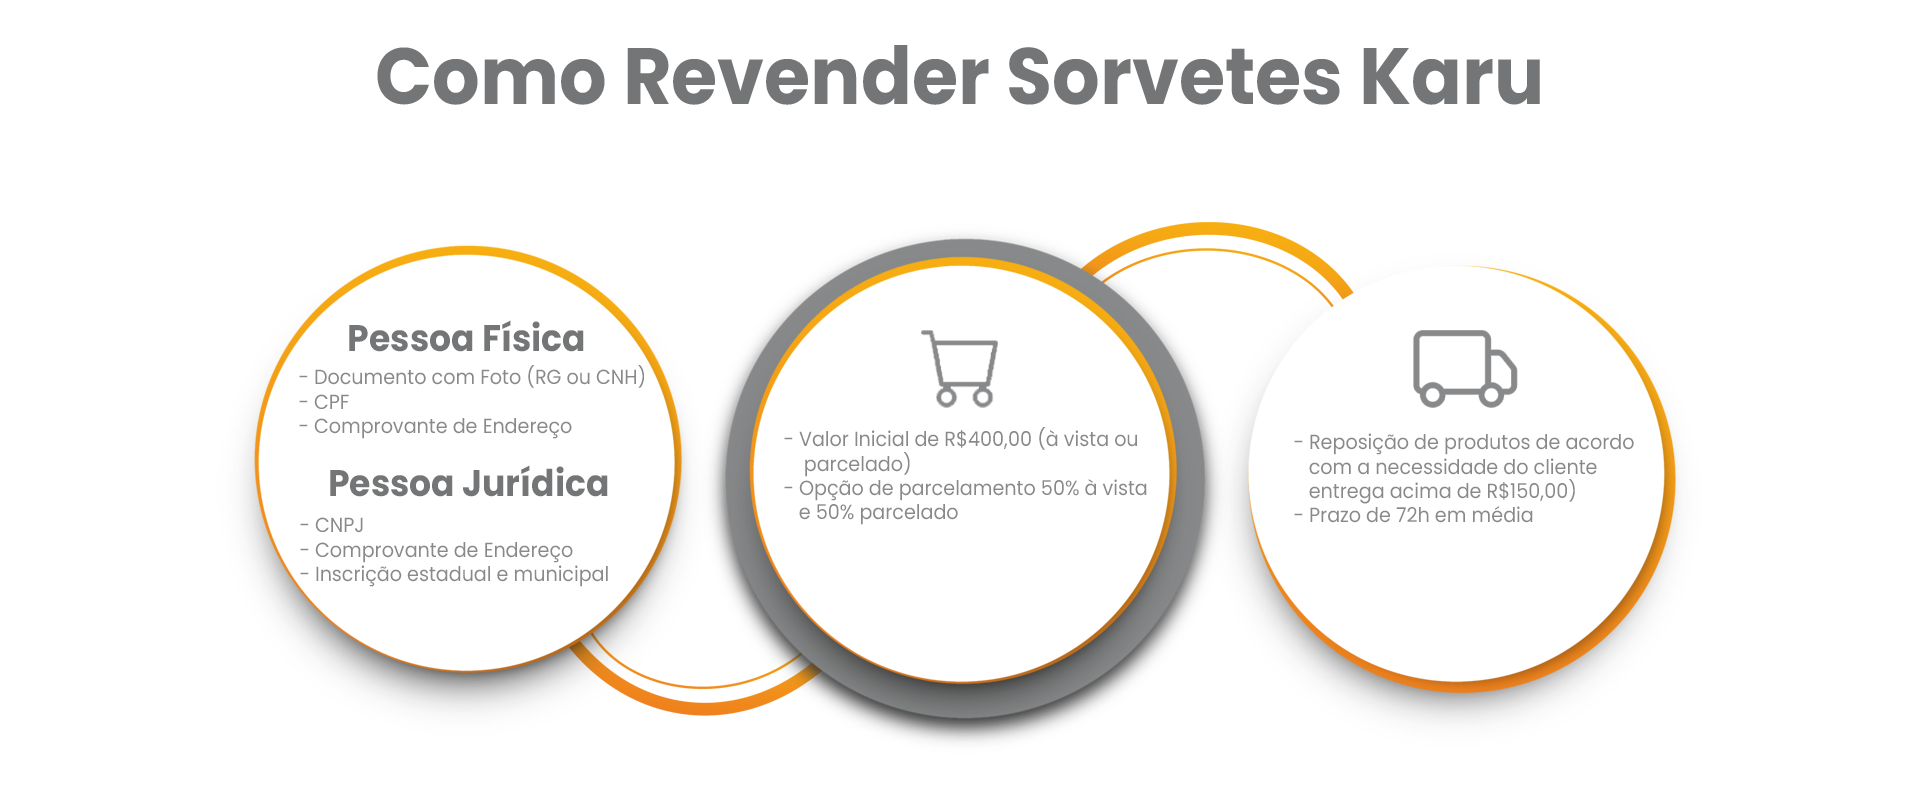 Como Revender Sorvetes Karu
Pessoa Física
- Documento com Foto (RG ou CNH)
- CPF
- Comprovante de Endereço
Pessoa Jurídica
- CNPJ
- Comprovante de Endereço
- Inscrição estadual e municipal
- Valor Inicial de R$400,00 (à vista ou
parcelado)
- Opção de parcelamento 50% à vista
e 50% parcelado
- Reposição de produtos de acordo
com a necessidade do cliente
entrega acima de R$150,00)
- Prazo de 72h em média